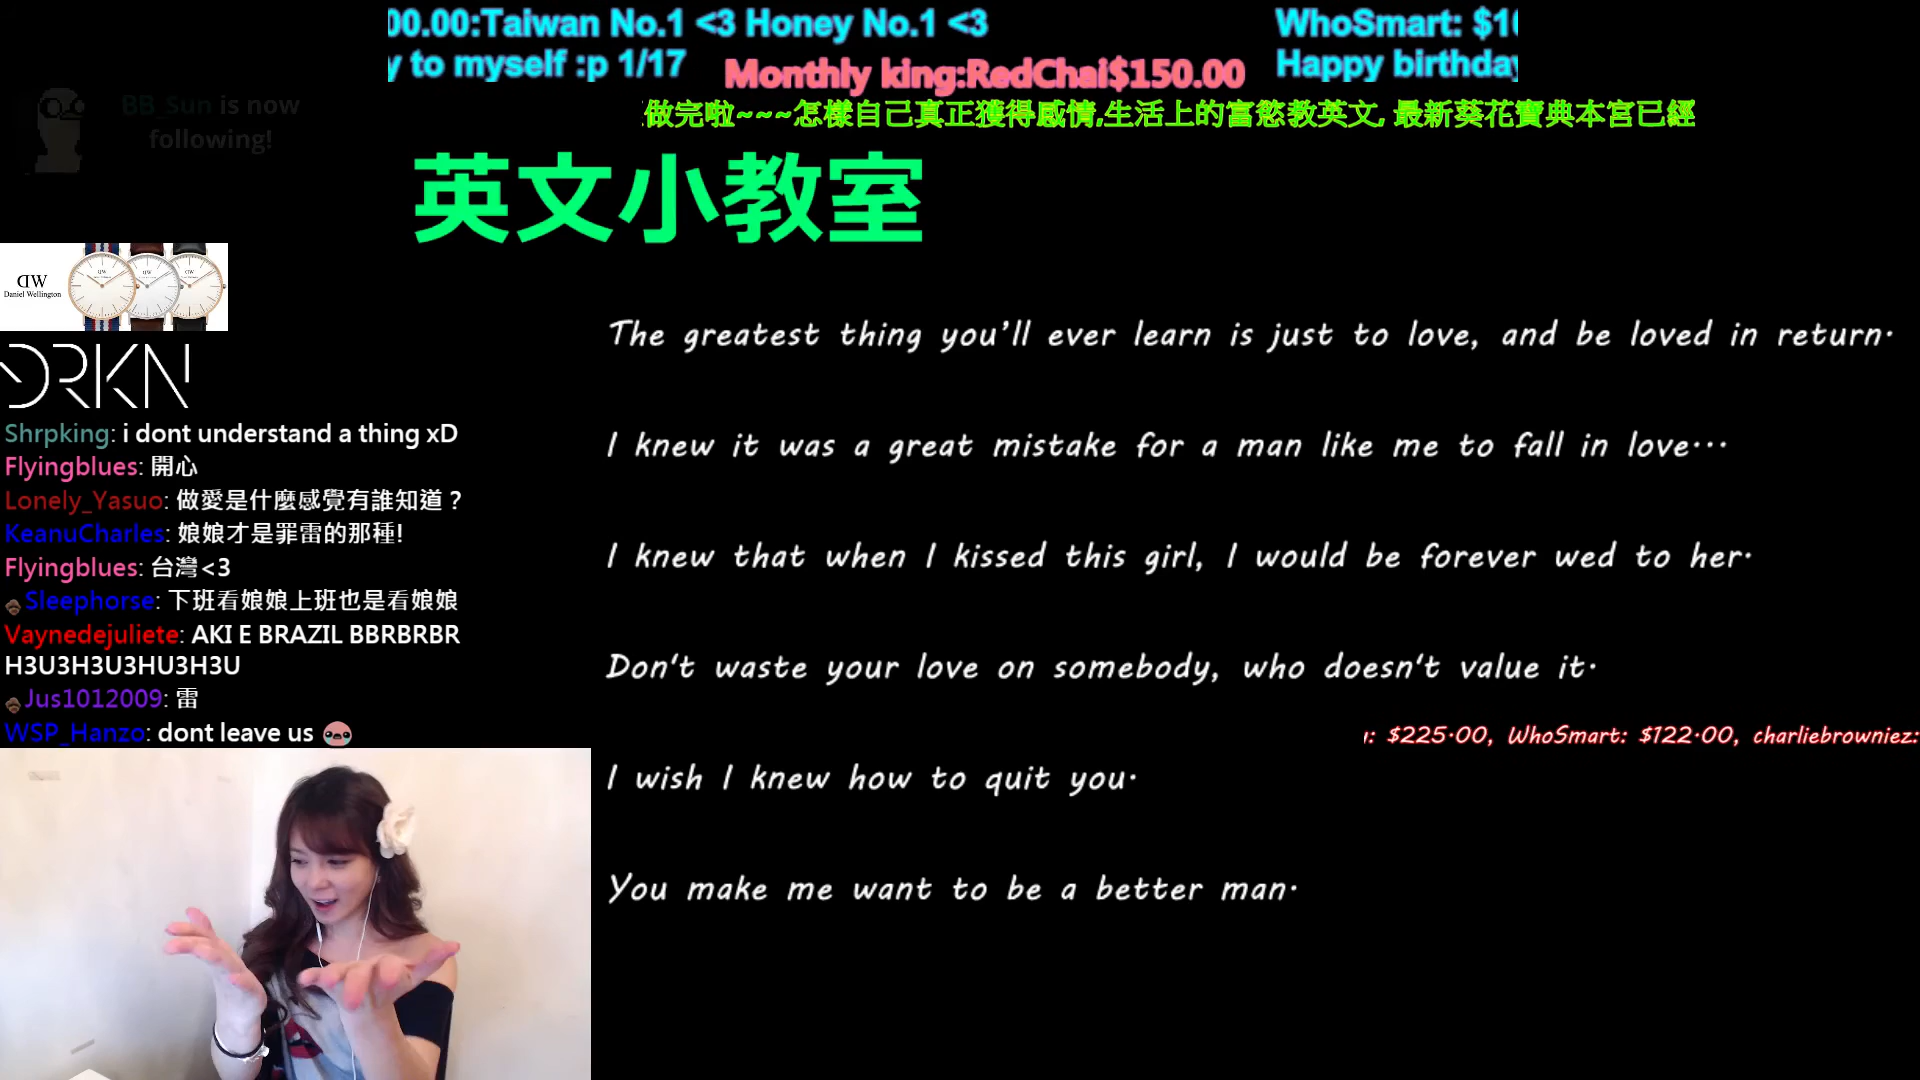 00.00:Taiwan No.1 <3 Honey No.1 <3
WhoSmart: $1
y to myself :p 1/17
Happy birthday
Monthly king:RedChai$150.00
做完啦~~~怎樣自己真正獲得感情,生活上的富慾教英文, 最新葵花寶典本宮已經
BB_Sun is now
following!
英文小教室
DW
Daniel Wellington
DRKN
The greatest thing you'll ever learn is just to love, and be loved in return.
I knew it was a great mistake for a man like me to fall in love...
I knew that when I kissed this girl, I would be forever wed to her.
Don't waste your love on somebody, who doesn't value it.
: $225.00, WhoSmart: $122.00, charliebrowniez:
I wish I knew how to quit you.
You make me want to be a better man.
Shrpking: i dont understand a thing xD
Flyingblues: 開心
Lonely_Yasuo: 做愛是什麼感覺有誰知道？
KeanuCharles: 娘娘才是罪雷的那種!
Flyingblues: 台灣<3
Sleephorse: 下班看娘娘上班也是看娘娘
Vaynedejuliete: AKI E BRAZIL BBRBRBR
H3U3H3U3HU3H3U
Jus1012009: 雷
WSP_Hanzo: dont leave us